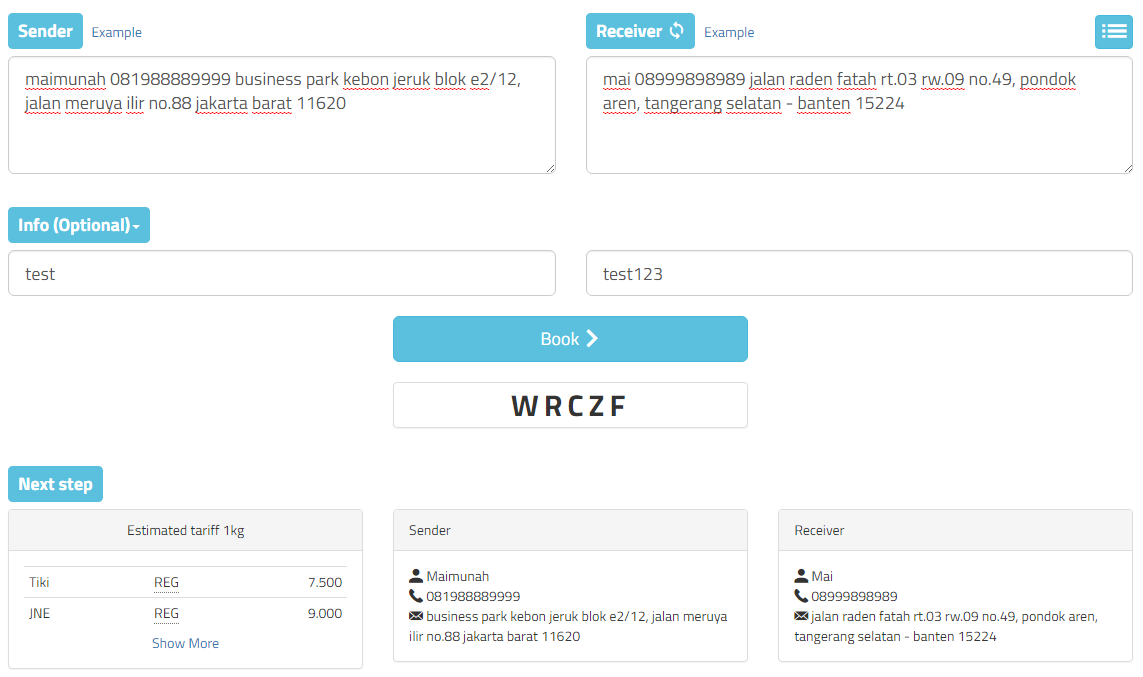 Sender Example
Receiver Example
maimunah 081988889999 business park kebon jeruk blok e2/12,
jalan meruya ilir no.88 jakarta barat 11620
mai 08999898989 jalan raden fatah rt.03 rw.09 no.49, pondok
aren, tangerang selatan - banten 15224
Info (Optional)
test
test123
Book
WRCZF
Next step
Estimated tariff 1kg
Tiki REG 7.500
JNE REG 9.000
Show More
Sender
Maimunah
081988889999
business park kebon jeruk blok e2/12, jalan meruya
ilir no.88 jakarta barat 11620
Receiver
Mai
08999898989
jalan raden fatah rt.03 rw.09 no.49, pondok aren,
tangerang selatan - banten 15224